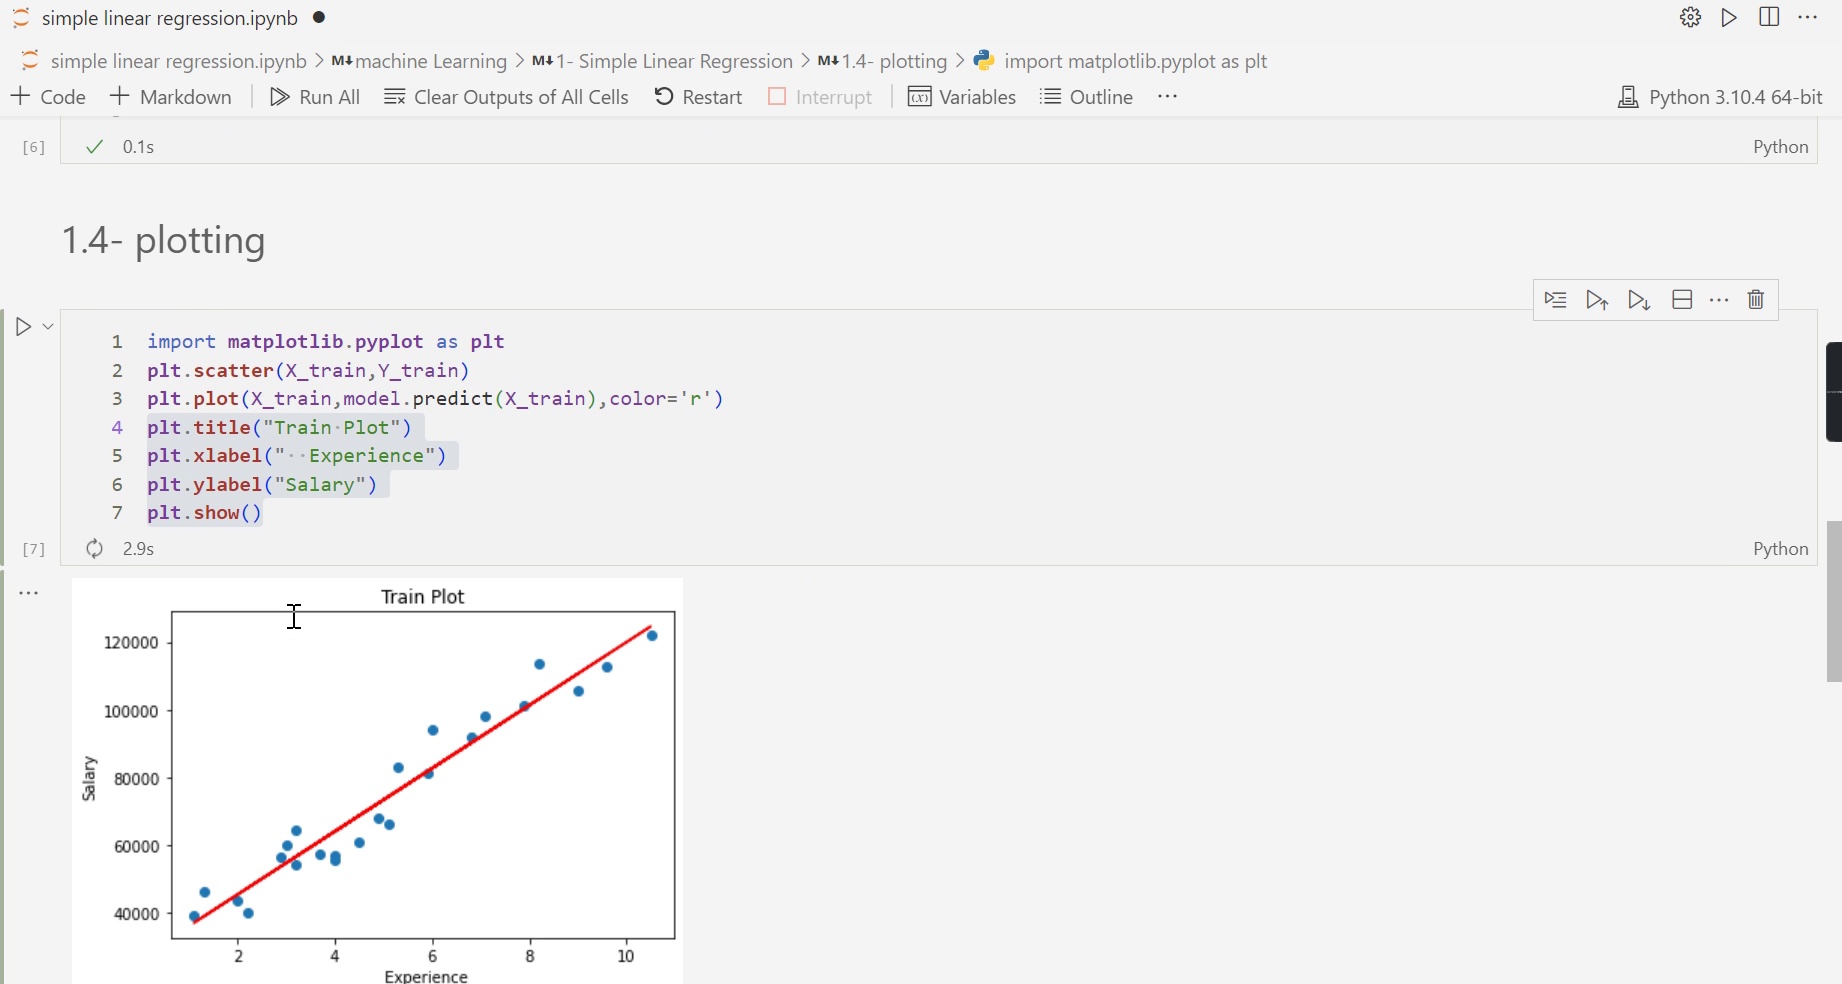 simple linear regression.ipynb
simple linear regression.ipynb > M↓ machine Learning > M↓ 1- Simple Linear Regression > M↓ 1.4- plotting > import matplotlib.pyplot as plt
+ Code + Markdown Run All Clear Outputs of All Cells Restart Interrupt (x) Variables Outline ··· Python 3.10.4 64-bit
[6] ✓ 0.1s Python
1.4- plotting
1 import matplotlib.pyplot as plt
2 plt.scatter(X_train,Y_train)
3 plt.plot(X_train,model.predict(X_train),color='r')
4 plt.title("Train·Plot")
5 plt.xlabel("··Experience")
6 plt.ylabel("Salary")
7 plt.show()
[7] 2.9s Python
Train Plot
120000
100000
80000
60000
40000
Salary
2 4 6 8 10
Experience